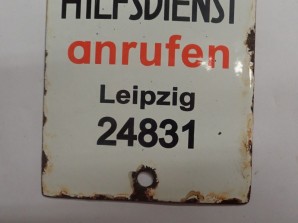 HILFSDIENST
anrufen
Leipzig
24831